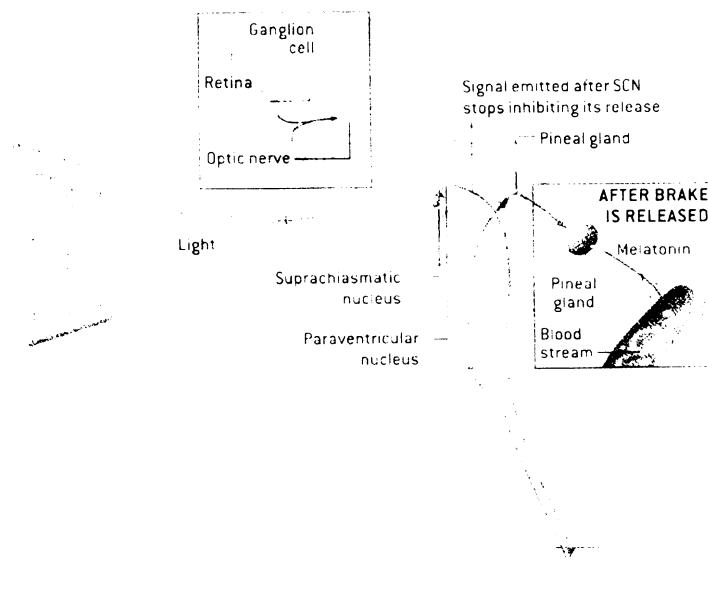 Ganglion
cell
Retina
Optic nerve
Signal emitted after SCN
stops inhibiting its release
Pineal gland
AFTER BRAKE
IS RELEASED
Melatonin
Pineal
gland
Blood
stream
Light
Suprachiasmatic
nucleus
Paraventricular
nucleus